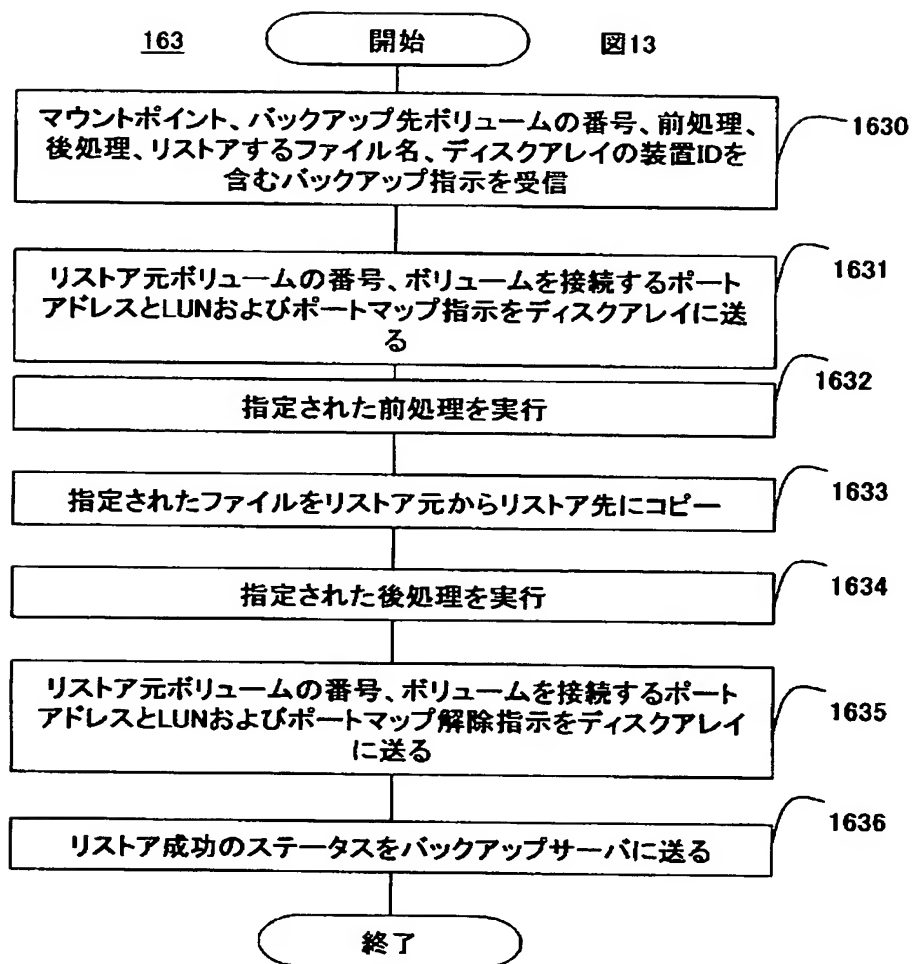 163
開始
図13
マウントポイント、バックアップ先ボリュームの番号、前処理、
後処理、リストアするファイル名、ディスクアレイの装置IDを
含むバックアップ指示を受信
1630
リストア元ボリュームの番号、ボリュームを接続するポート
アドレスとLUNおよびポートマップ指示をディスクアレイに送
る
1631
指定された前処理を実行
1632
指定されたファイルをリストア元からリストア先にコピー
1633
指定された後処理を実行
1634
リストア元ボリュームの番号、ボリュームを接続するポート
アドレスとLUNおよびポートマップ解除指示をディスクアレイ
に送る
1635
リストア成功のステータスをバックアップサーバに送る
1636
終了